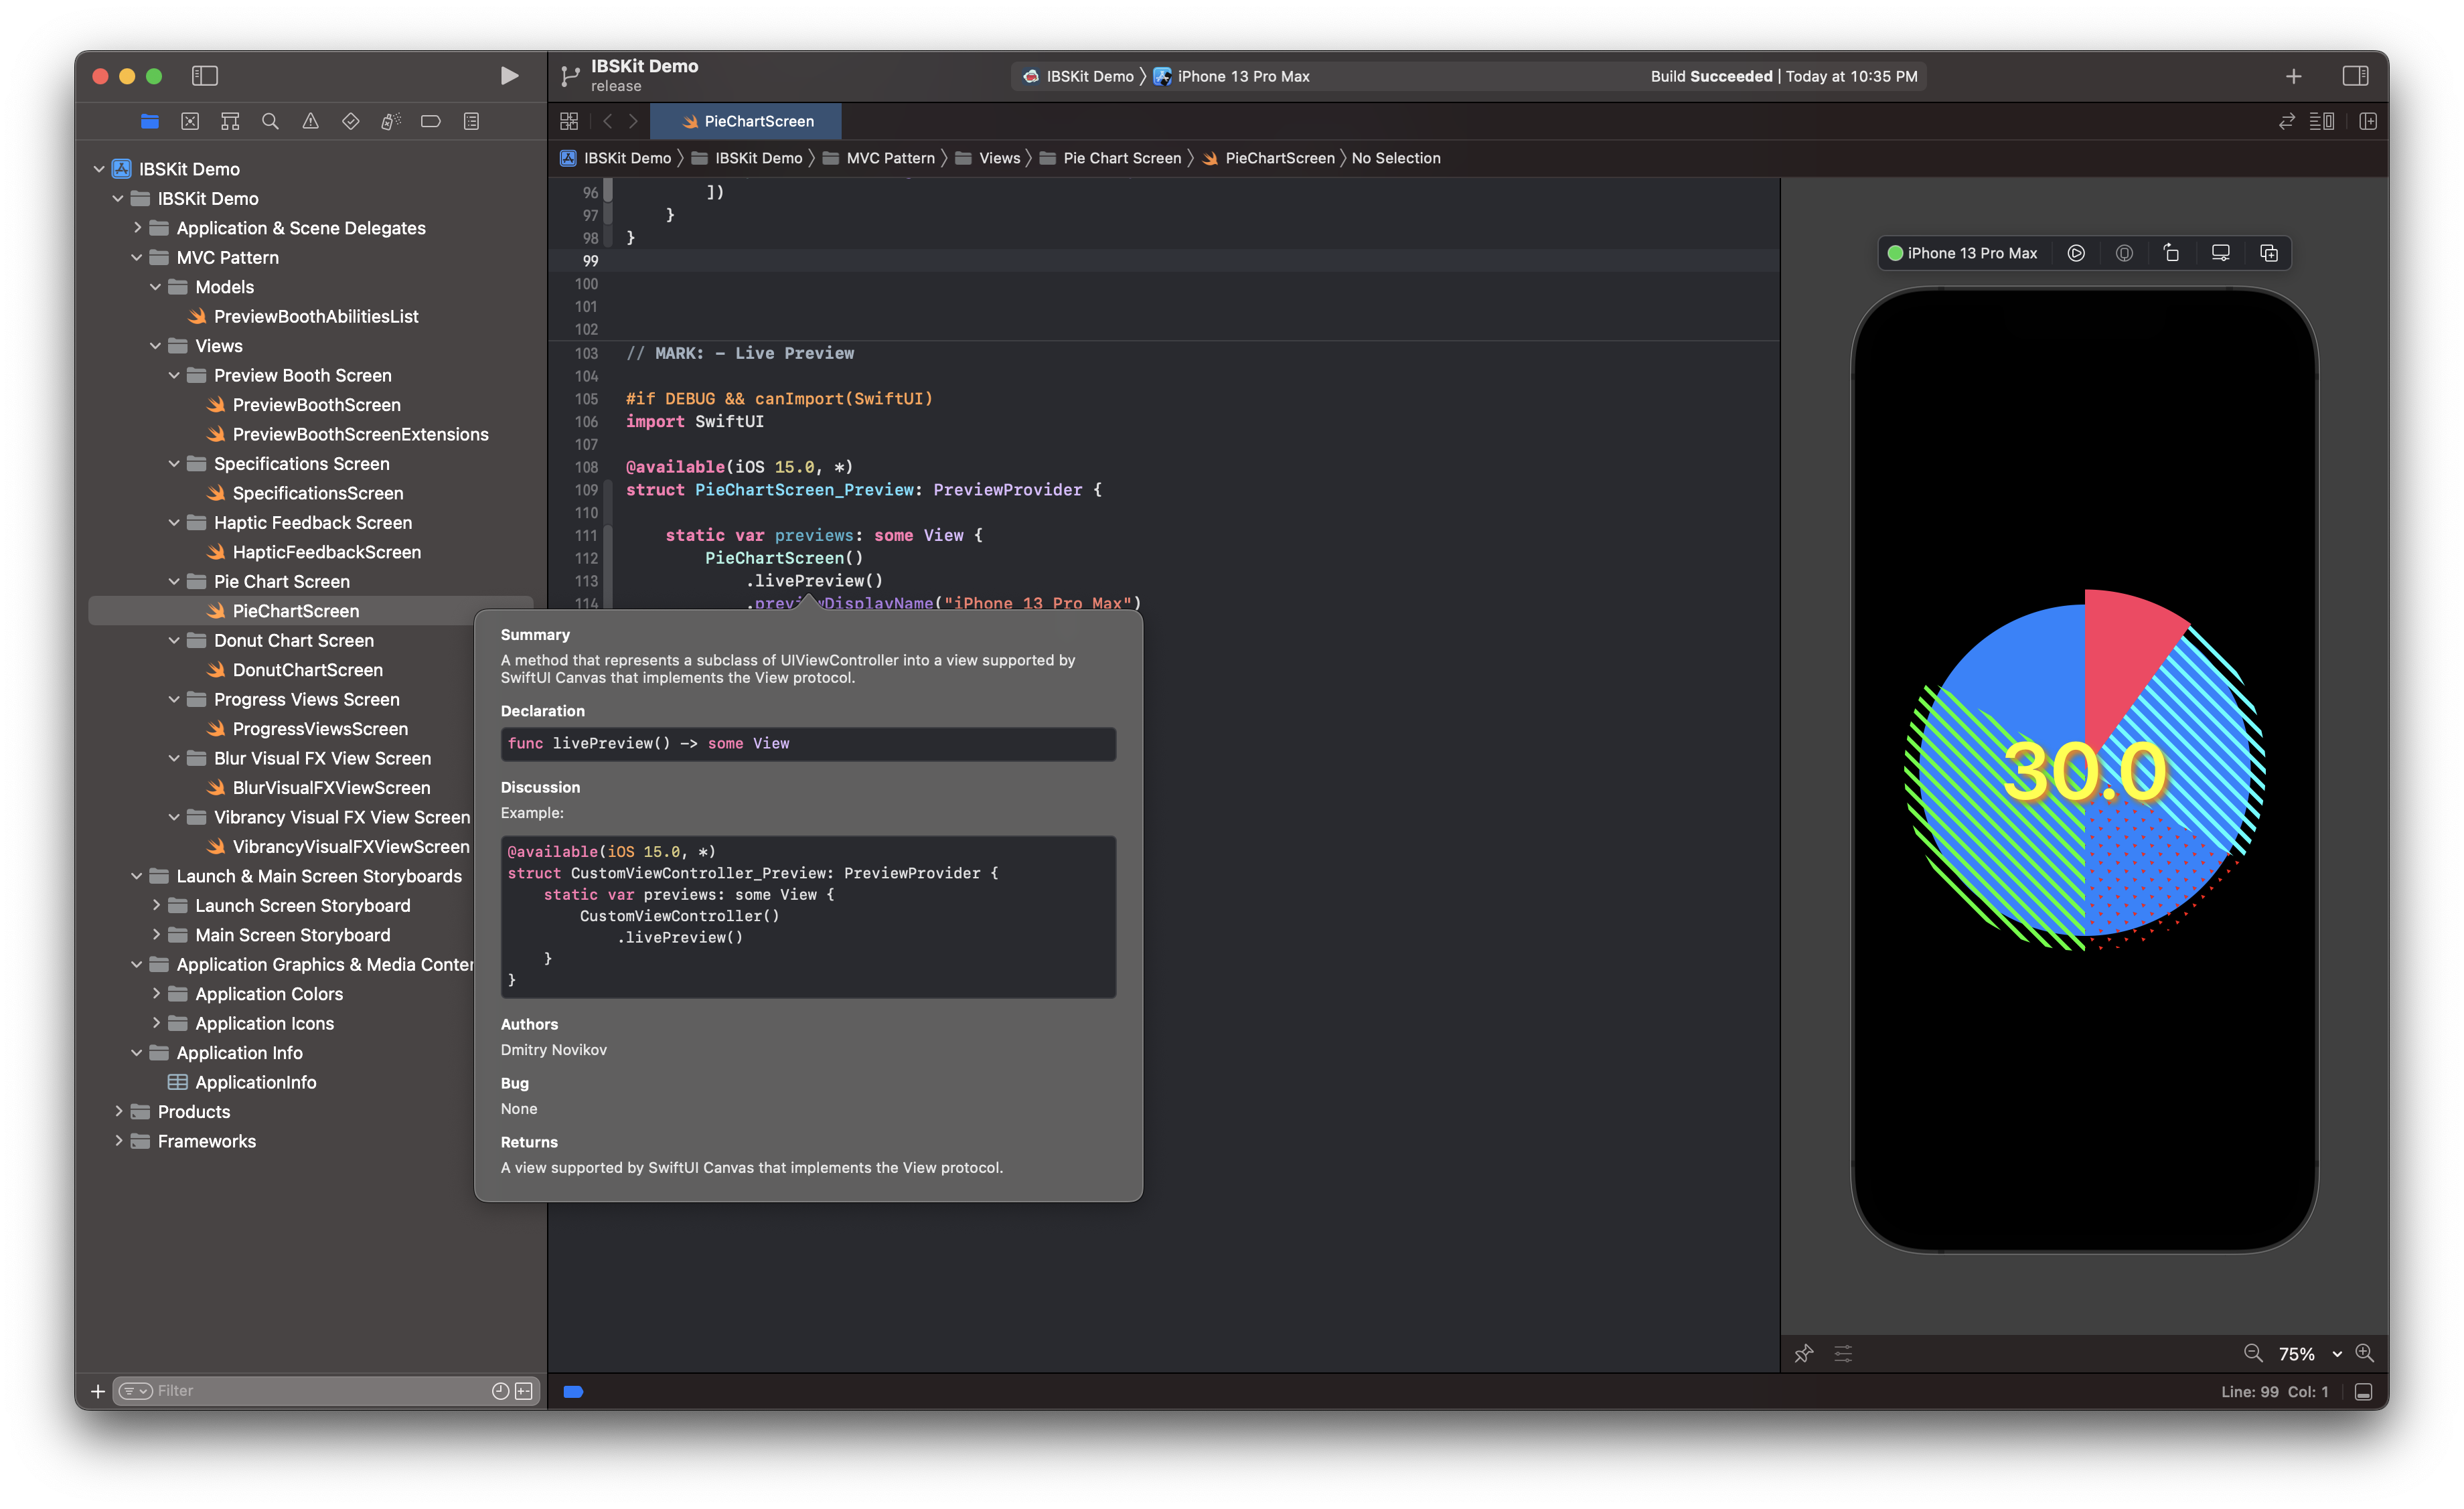 IBSKit Demo
release
IBSKit Demo
iPhone 13 Pro Max
Build Succeeded | Today at 10:35 PM
PieChartScreen
IBSKit Demo
IBSKit Demo
MVC Pattern
Views
Pie Chart Screen
PieChartScreen
No Selection
IBSKit Demo
IBSKit Demo
Application & Scene Delegates
MVC Pattern
Models
PreviewBoothAbilitiesList
Views
Preview Booth Screen
PreviewBoothScreen
PreviewBoothScreenExtensions
Specifications Screen
SpecificationsScreen
Haptic Feedback Screen
HapticFeedbackScreen
Pie Chart Screen
PieChartScreen
Donut Chart Screen
DonutChartScreen
Progress Views Screen
ProgressViewsScreen
Blur Visual FX View Screen
BlurVisualFXViewScreen
Vibrancy Visual FX View Screen
VibrancyVisualFXViewScreen
Launch & Main Screen Storyboards
Launch Screen Storyboard
Main Screen Storyboard
Application Graphics & Media Conter
Application Colors
Application Icons
Application Info
ApplicationInfo
Products
Frameworks
Filter
96 ])
97 }
98 }
99
100
101
102
103 // MARK: – Live Preview
104
105 #if DEBUG && canImport(SwiftUI)
106 import SwiftUI
107
108 @available(iOS 15.0, *)
109 struct PieChartScreen_Preview: PreviewProvider {
110
111 static var previews: some View {
112 PieChartScreen()
113 .livePreview()
114 .previewDisplayName("iPhone 13 Pro Max")
Summary
A method that represents a subclass of UIViewController into a view supported by
SwiftUI Canvas that implements the View protocol.
Declaration
func livePreview() -> some View
Discussion
Example:
@available(iOS 15.0, *)
struct CustomViewController_Preview: PreviewProvider {
static var previews: some View {
CustomViewController()
.livePreview()
}
}
Authors
Dmitry Novikov
Bug
None
Returns
A view supported by SwiftUI Canvas that implements the View protocol.
iPhone 13 Pro Max
30.0
75%
Line: 99 Col: 1